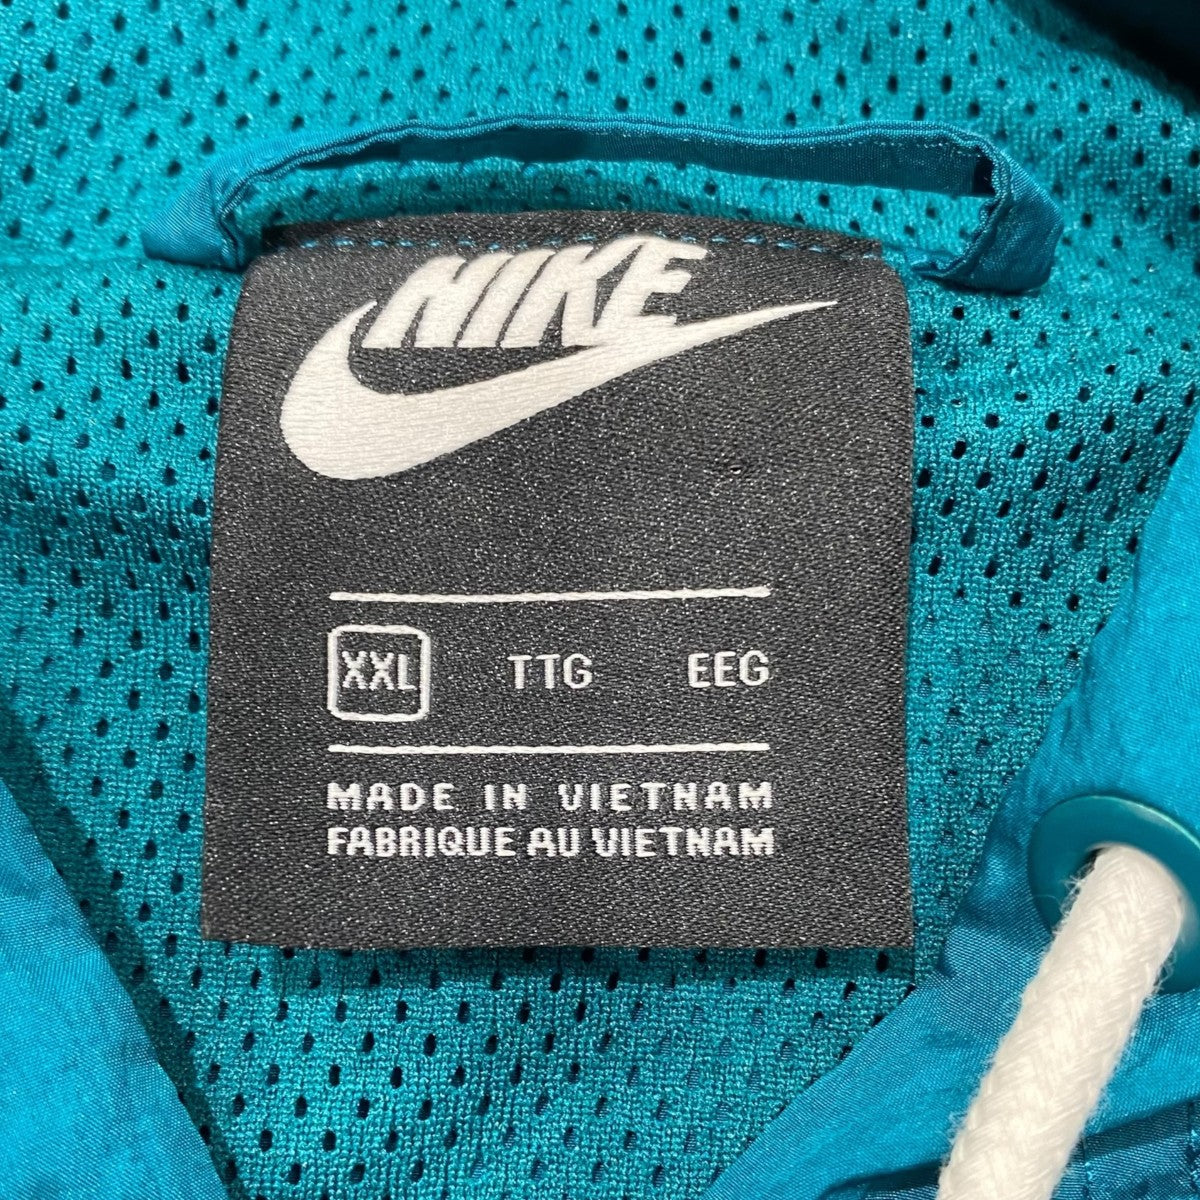 NIKE
XXL TTG EEG
MADE IN VIETNAM
FABRIQUE AU VIETNAM